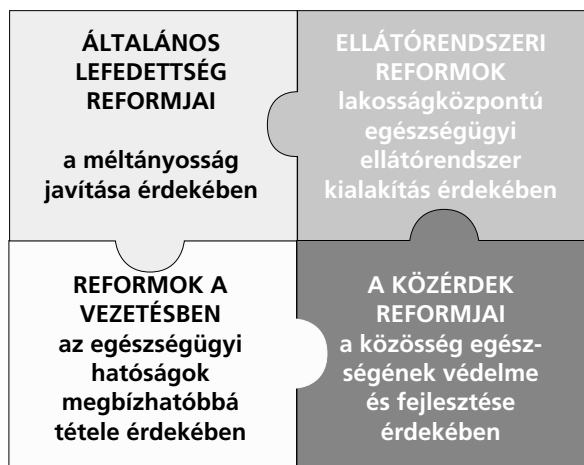 ÁLTALÁNOS
LEFEDETTSÉG
REFORMJAI
a méltányosság
javítása érdekében
ELLÁTÓRENDSZERI
REFORMOK
lakosságközpontú
egészségügyi
ellátórendszer
kialakítás érdekében
REFORMOK A
VEZETÉSBEN
az egészségügyi
hatóságok
megbízhatóbbá
tétele érdekében
A KÖZÉRDEK
REFORMJAI
a közösség egész-
ségének védelme
és fejlesztése
érdekében